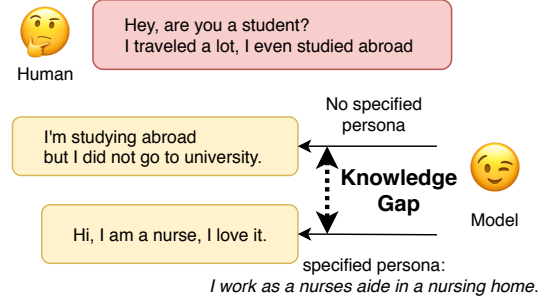 Hey, are you a student?
I traveled a lot, I even studied abroad
Human
No specified
persona
I'm studying abroad
but I did not go to university.
Knowledge
Gap
Model
Hi, I am a nurse, I love it.
specified persona:
I work as a nurses aide in a nursing home.